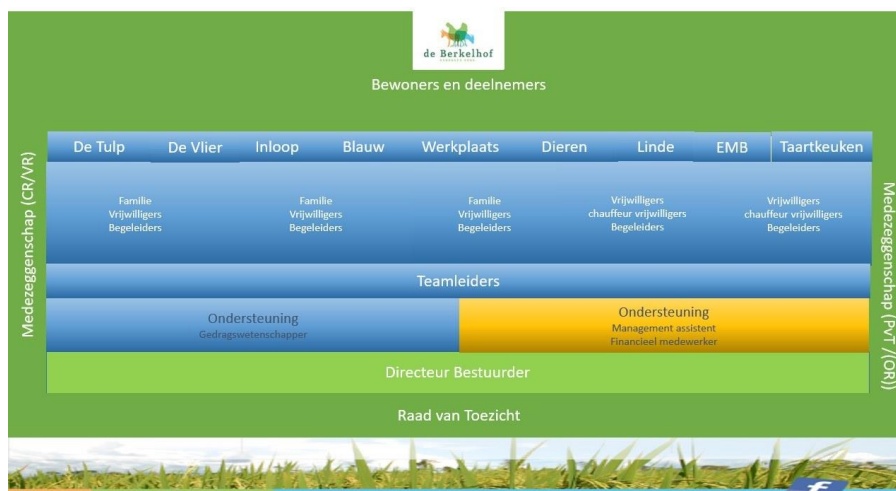 de Berkelhof
Bewoners en deelnemers
Medezeggenschap (CR/VR)
De Tulp De Vlier Inloop Blauw Werkplaats Dieren Linde EMB Taartkeuken
Familie
Vrijwilligers
Begeleiders
Familie
Vrijwilligers
Begeleiders
Familie
Vrijwilligers
Begeleiders
Vrijwilligers
chauffeur vrijwilligers
Begeleiders
Vrijwilligers
chauffeur vrijwilligers
Begeleiders
Teamleiders
Ondersteuning
Gedragswetenschapper
Ondersteuning
Management assistent
Financieel medewerker
Directeur Bestuurder
Raad van Toezicht
Medezeggenschap (PvT /(OR))